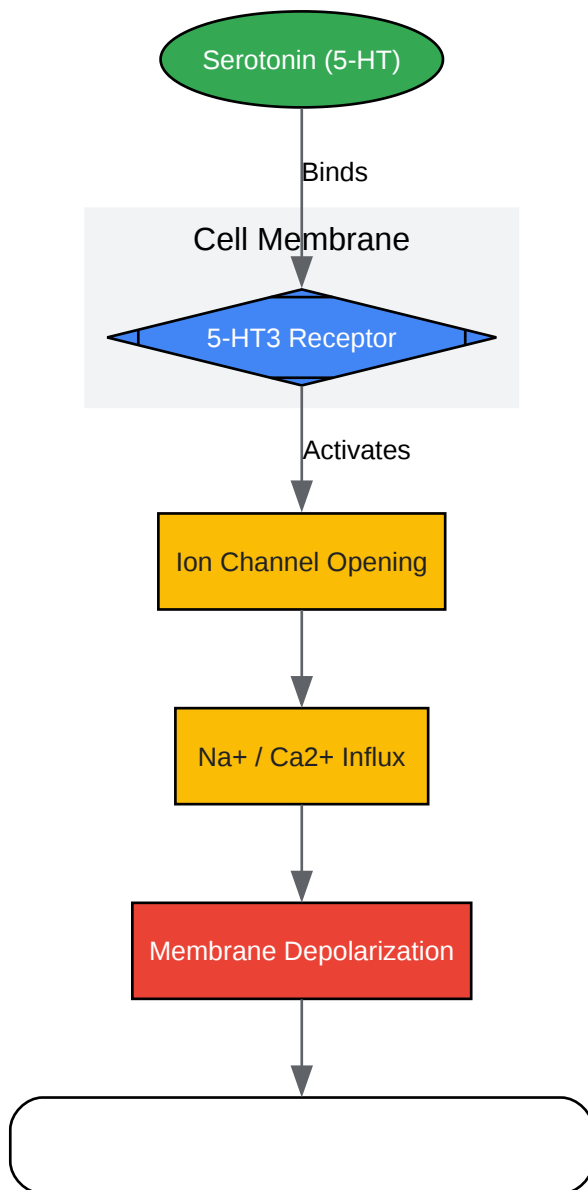 Serotonin (5-HT)
Binds
Cell Membrane
5-HT3 Receptor
Activates
Ion Channel Opening
Na+ / Ca2+ Influx
Membrane Depolarization